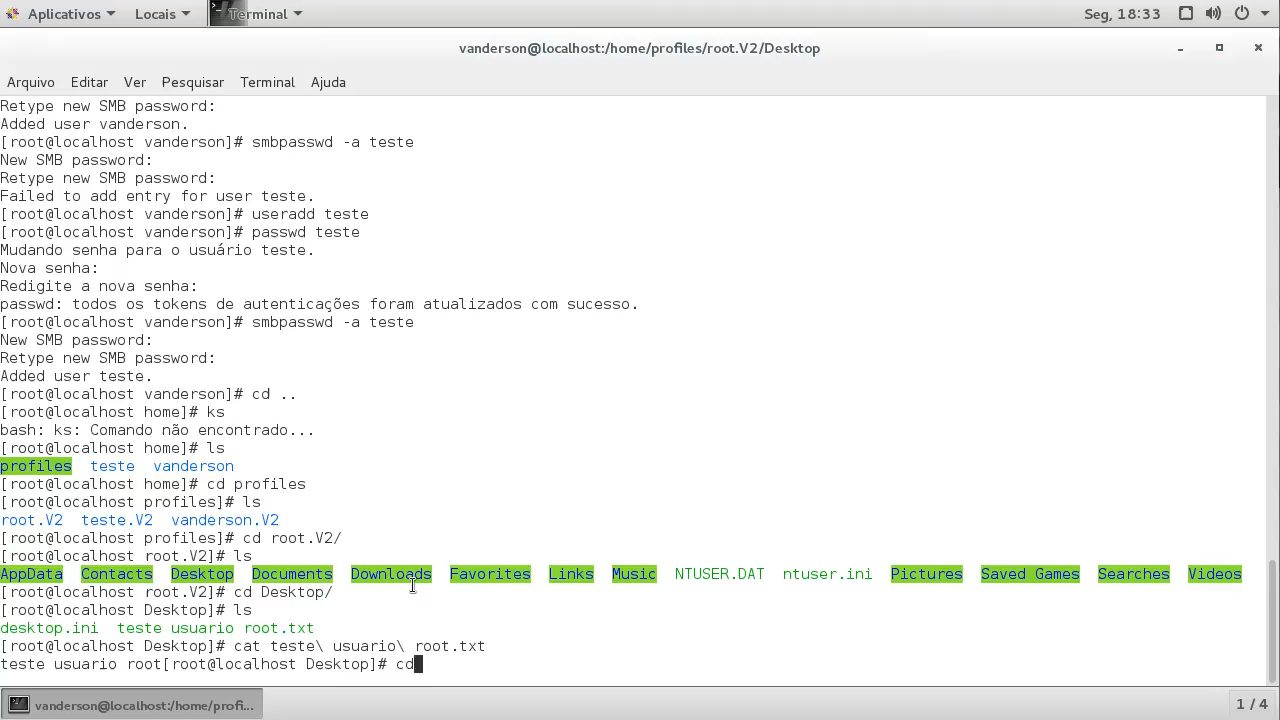 Aplicativos Locais Terminal Seg, 18:33
vanderson@localhost:/home/profiles/root.V2/Desktop
Arquivo Editar Ver Pesquisar Terminal Ajuda
Retype new SMB password:
Added user vanderson.
[root@localhost vanderson]# smbpasswd -a teste
New SMB password:
Retype new SMB password:
Failed to add entry for user teste.
[root@localhost vanderson]# useradd teste
[root@localhost vanderson]# passwd teste
Mudando senha para o usuário teste.
Nova senha:
Redigite a nova senha:
passwd: todos os tokens de autenticações foram atualizados com sucesso.
[root@localhost vanderson]# smbpasswd -a teste
New SMB password:
Retype new SMB password:
Added user teste.
[root@localhost vanderson]# cd ..
[root@localhost home]# ks
bash: ks: Comando não encontrado...
[root@localhost home]# ls
profiles teste vanderson
[root@localhost home]# cd profiles
[root@localhost profiles]# ls
root.V2 teste.V2 vanderson.V2
[root@localhost profiles]# cd root.V2/
[root@localhost root.V2]# ls
AppData Contacts Desktop Documents Downloads Favorites Links Music NTUSER.DAT ntuser.ini Pictures Saved Games Searches Videos
[root@localhost root.V2]# cd Desktop/
[root@localhost Desktop]# ls
desktop.ini teste usuario root.txt
[root@localhost Desktop]# cat teste\ usuario\ root.txt
teste usuario root[root@localhost Desktop]# cd
vanderson@localhost:/home/profi... 1 / 4